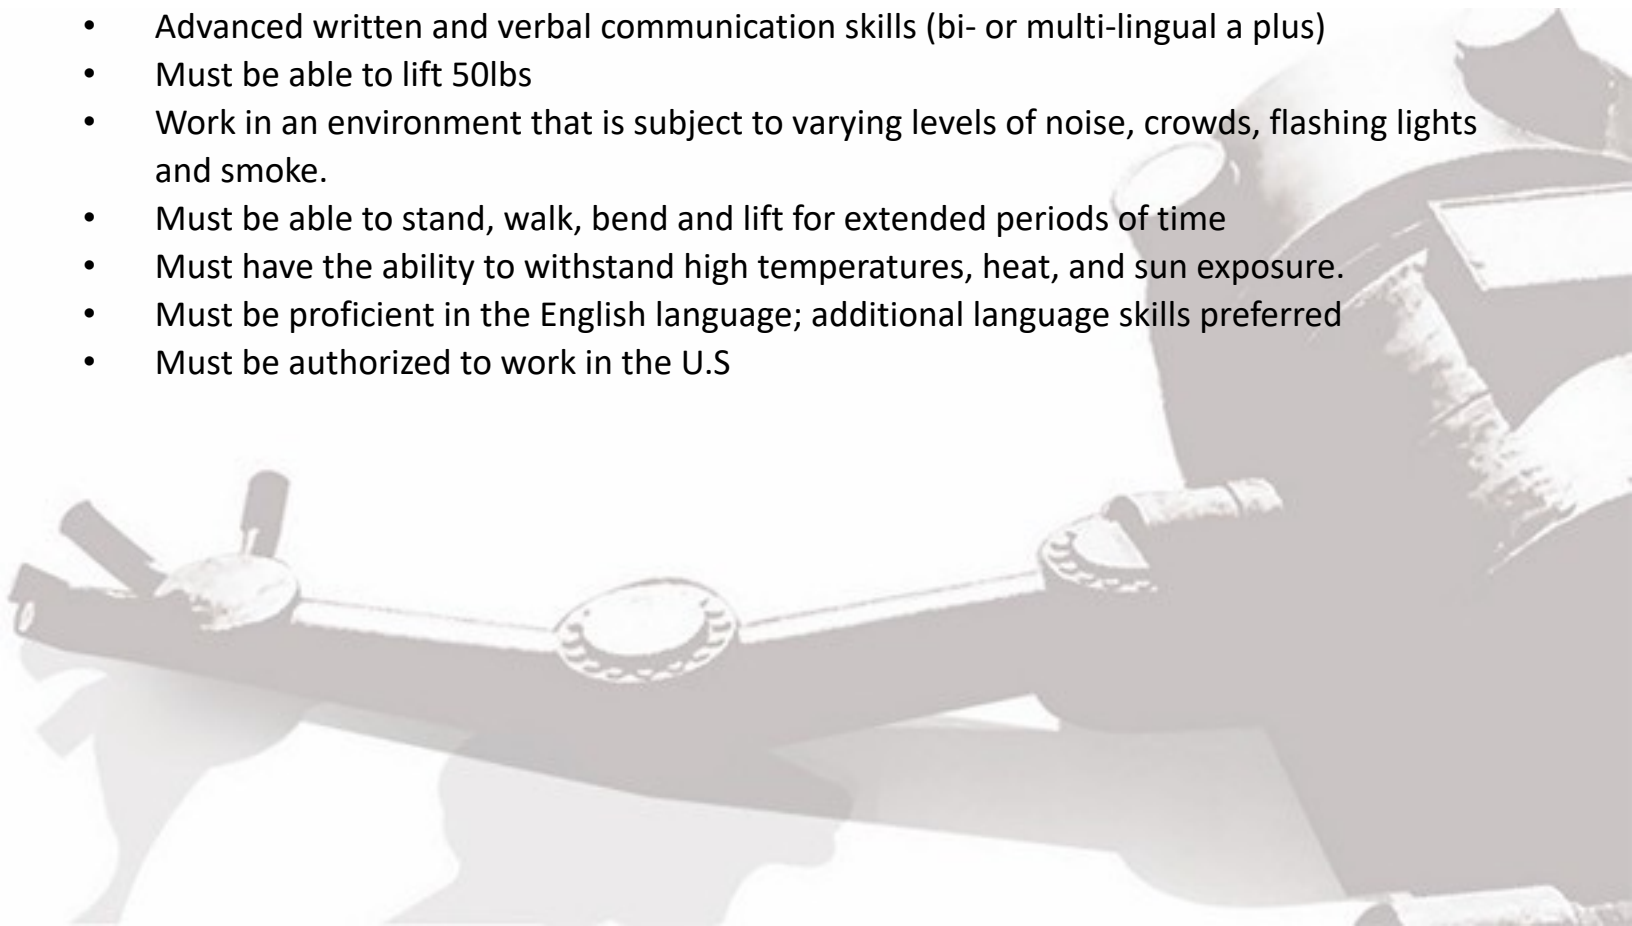 • Advanced written and verbal communication skills (bi- or multi-lingual a plus)
• Must be able to lift 50lbs
• Work in an environment that is subject to varying levels of noise, crowds, flashing lights
and smoke.
• Must be able to stand, walk, bend and lift for extended periods of time
• Must have the ability to withstand high temperatures, heat, and sun exposure.
• Must be proficient in the English language; additional language skills preferred
• Must be authorized to work in the U.S